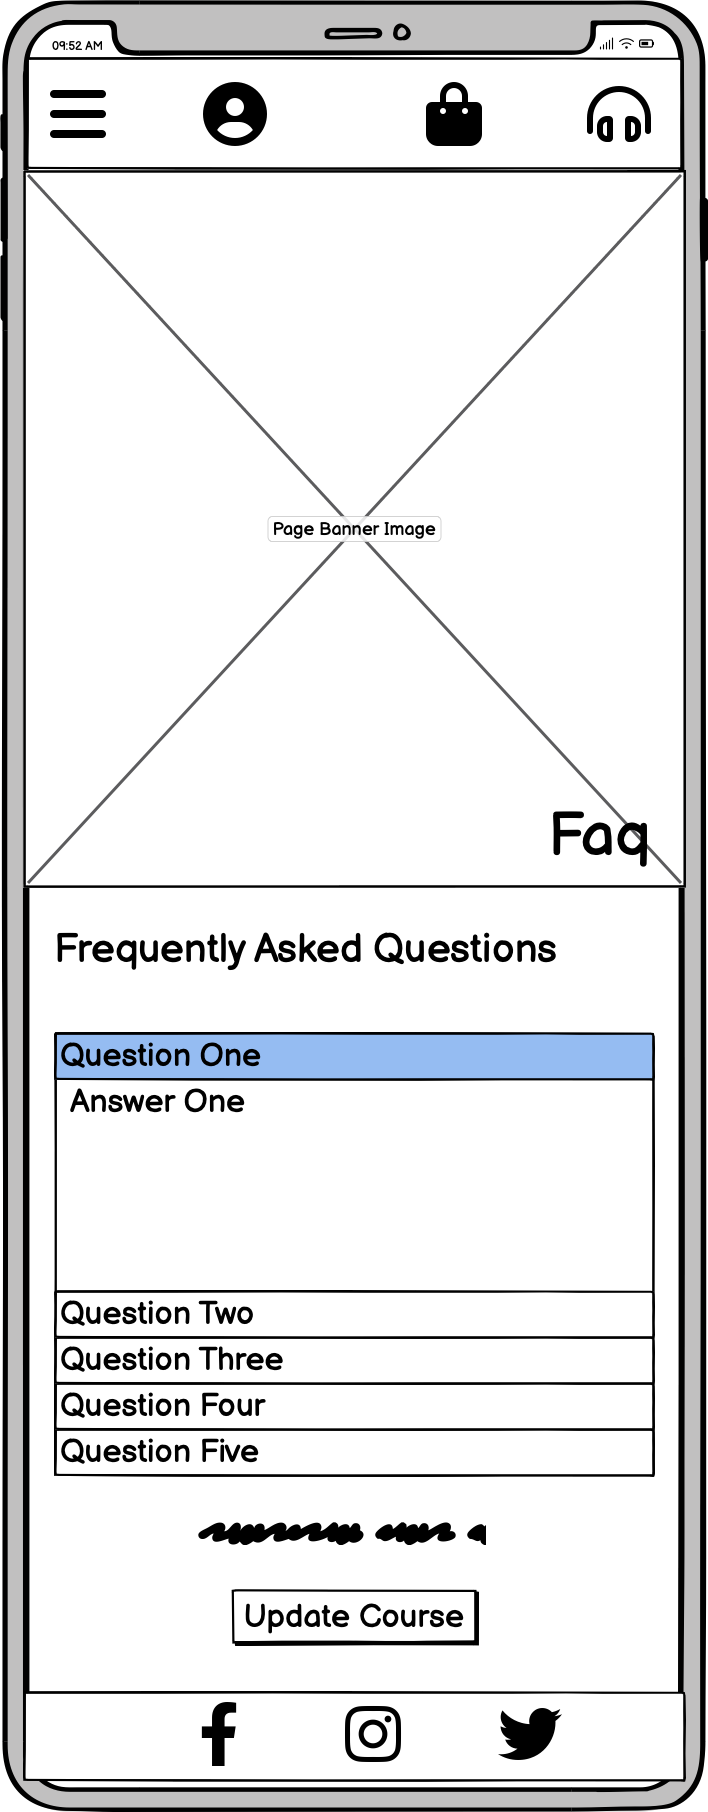 09:52 AM
Page Banner Image
Faq
Frequently Asked Questions
Question One
Answer One
Question Two
Question Three
Question Four
Question Five
Update Course